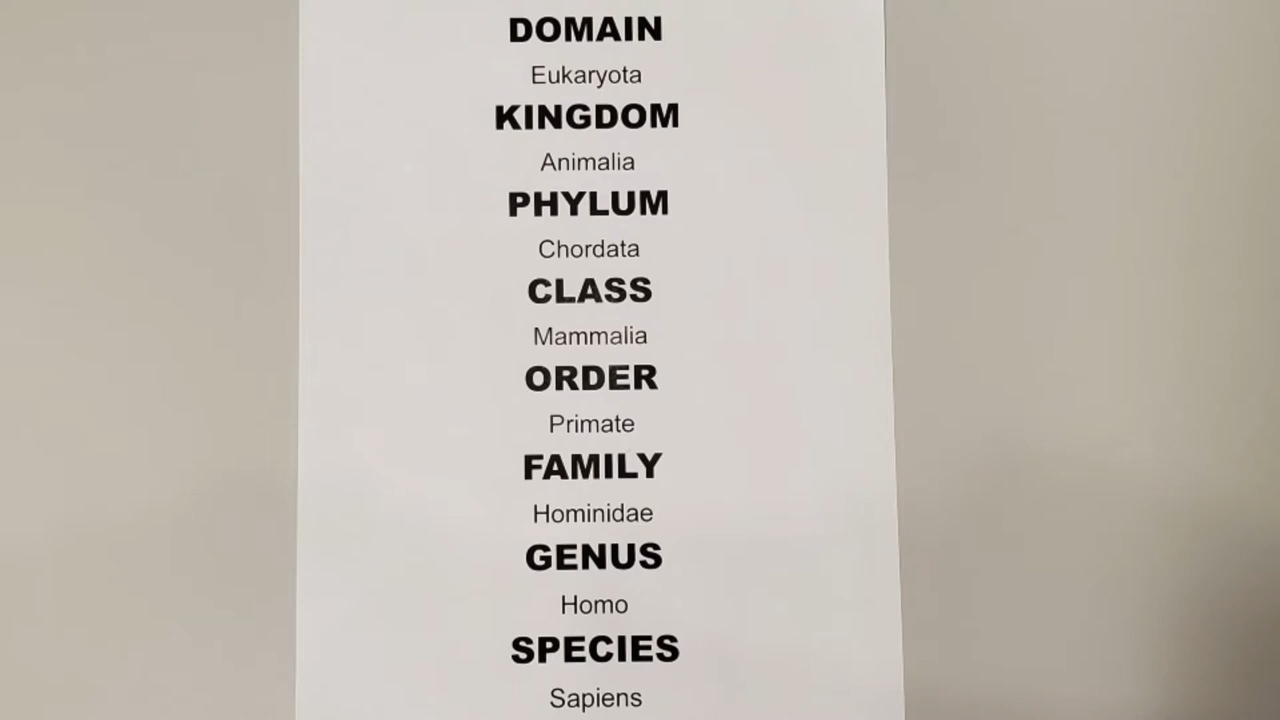 DOMAIN
Eukaryota
KINGDOM
Animalia
PHYLUM
Chordata
CLASS
Mammalia
ORDER
Primate
FAMILY
Hominidae
GENUS
Homo
SPECIES
Sapiens